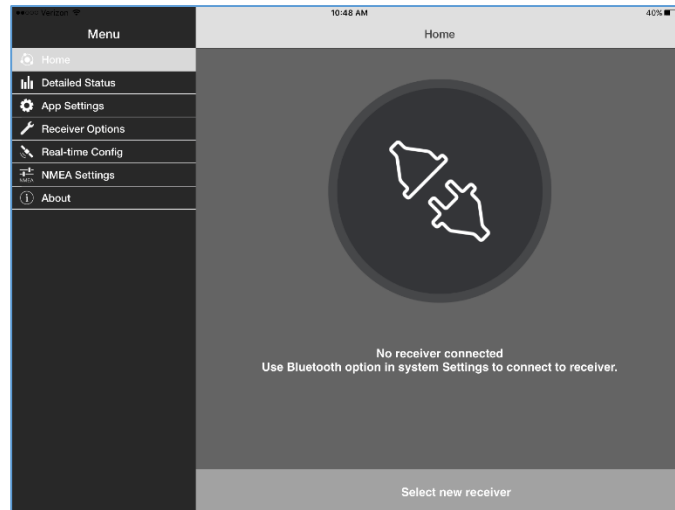 Verizon 10:48 AM 40%
Menu
Home
Home
Detailed Status
App Settings
Receiver Options
Real-time Config
NMEA NMEA Settings
About
No receiver connected
Use Bluetooth option in system Settings to connect to receiver.
Select new receiver